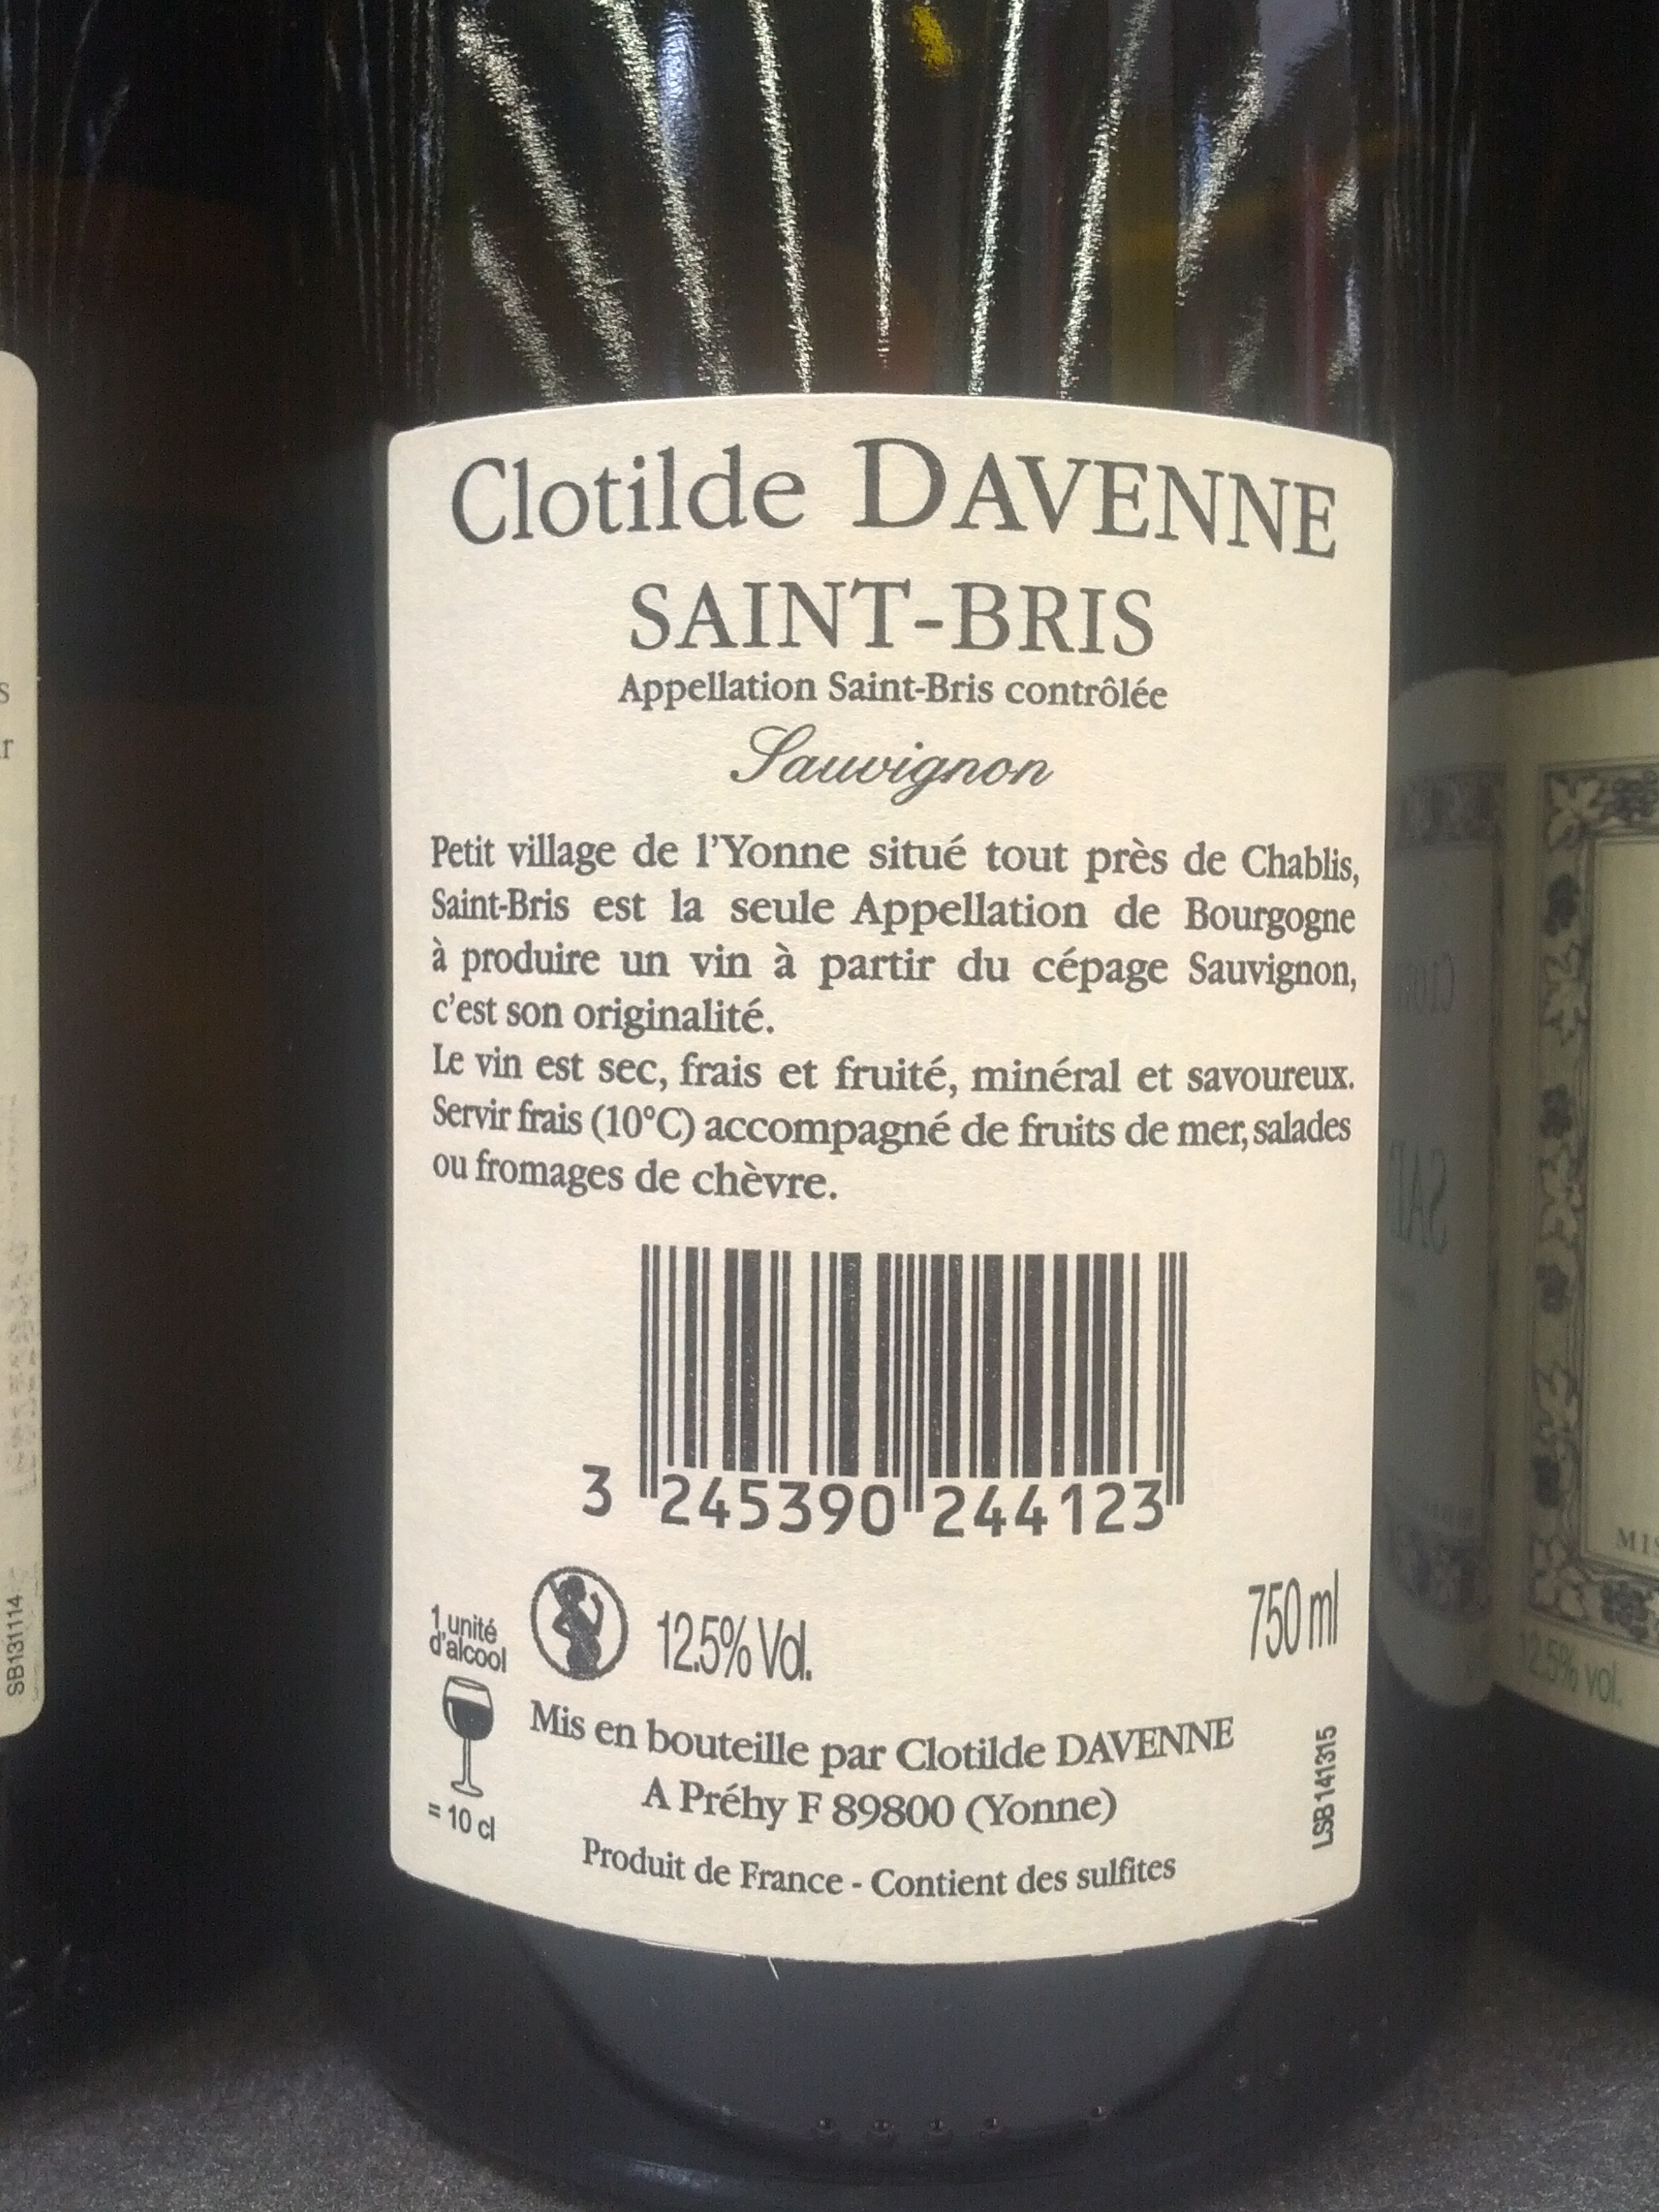 Clotilde DAVENNE
SAINT-BRIS
Appellation Saint-Bris contrôlée
Sauvignon
Petit village de l'Yonne situé tout près de Chablis,
Saint-Bris est la seule Appellation de Bourgogne
à produire un vin à partir du cépage Sauvignon,
c'est son originalité.
Le vin est sec, frais et fruité, minéral et savoureux.
Servir frais (10°C) accompagné de fruits de mer, salades
ou fromages de chèvre.
3 245390 244123
1 unité
d'alcool
= 10 cl
12.5% Vol.
750 ml
Mis en bouteille par Clotilde DAVENNE
A Préhy F 89800 (Yonne)
Produit de France - Contient des sulfites
LSB 141315
SB131114
MIS
12.5% vol.